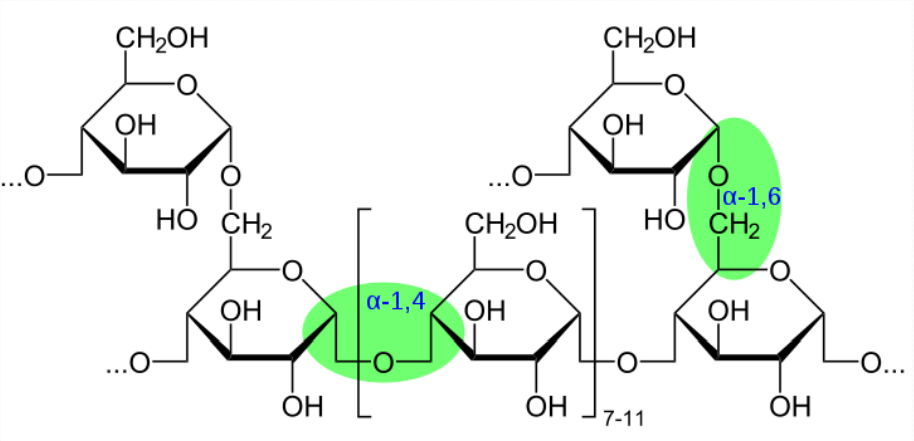 CH₂OH CH₂OH
O O
OH OH
...O O ...O O
α-1,6
HO CH₂ HO CH₂
CH₂OH
O O O
α-1,4
OH OH OH
...O O O O...
OH OH OH
7-11